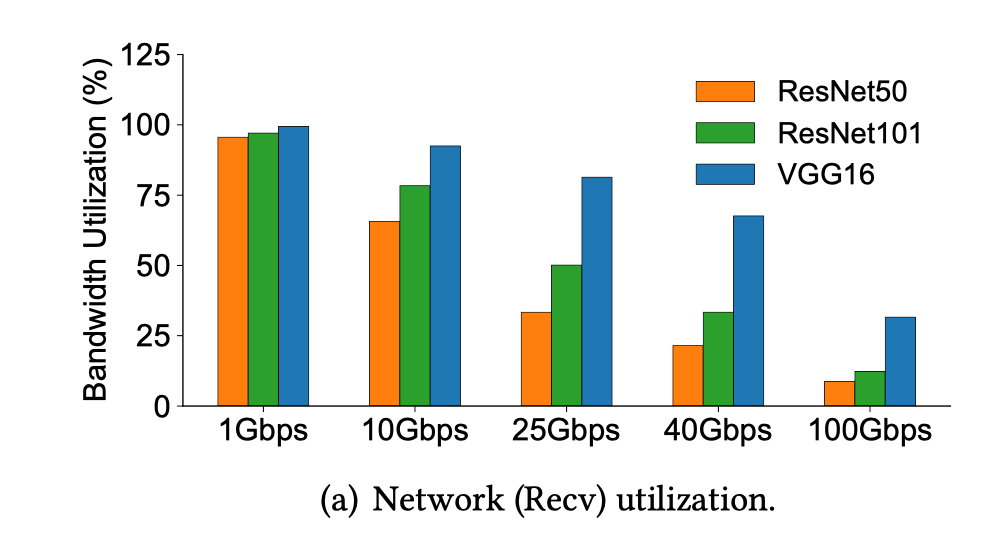 Bandwidth Utilization (%)
125
100
75
50
25
0
ResNet50
ResNet101
VGG16
1Gbps 10Gbps 25Gbps 40Gbps 100Gbps
(a) Network (Recv) utilization.